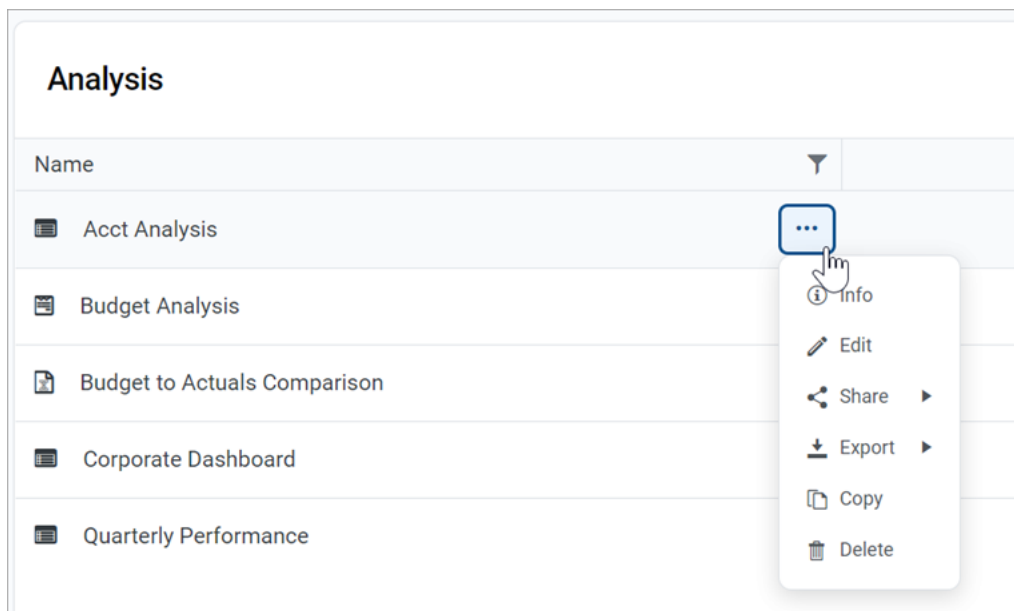 Analysis
Name
Acct Analysis
Info
Budget Analysis
Edit
Budget to Actuals Comparison
Share
Export
Corporate Dashboard
Copy
Quarterly Performance
Delete